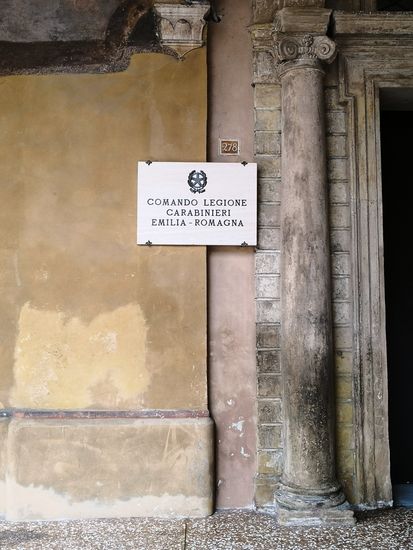 278
COMANDO LEGIONE
CARABINIERI
EMILIA-ROMAGNA